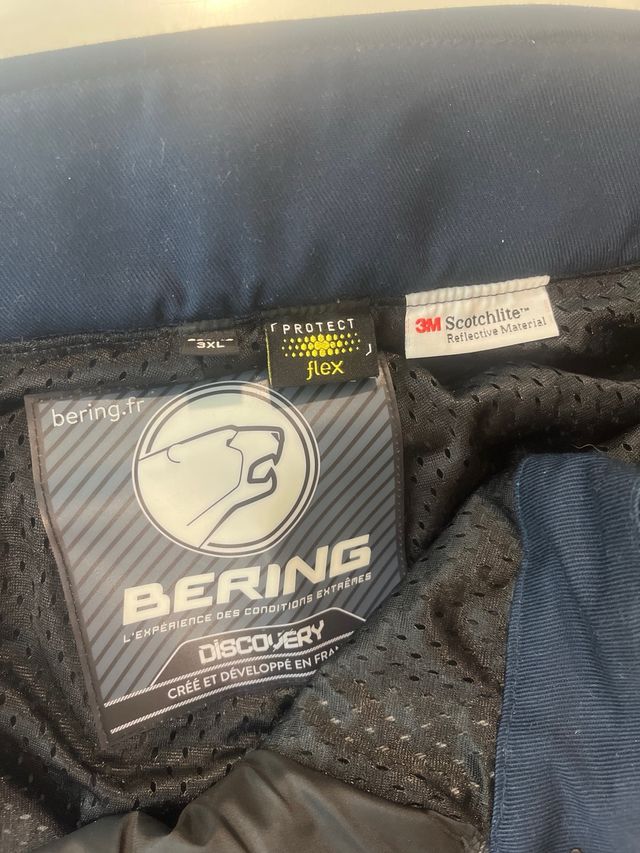 3XL
PROTECT
flex
3M Scotchlite™
Reflective Material
bering.fr
BERING
L'EXPÉRIENCE DES CONDITIONS EXTRÊMES
DISCOVERY
CRÉÉ ET DÉVELOPPÉ EN FRAN